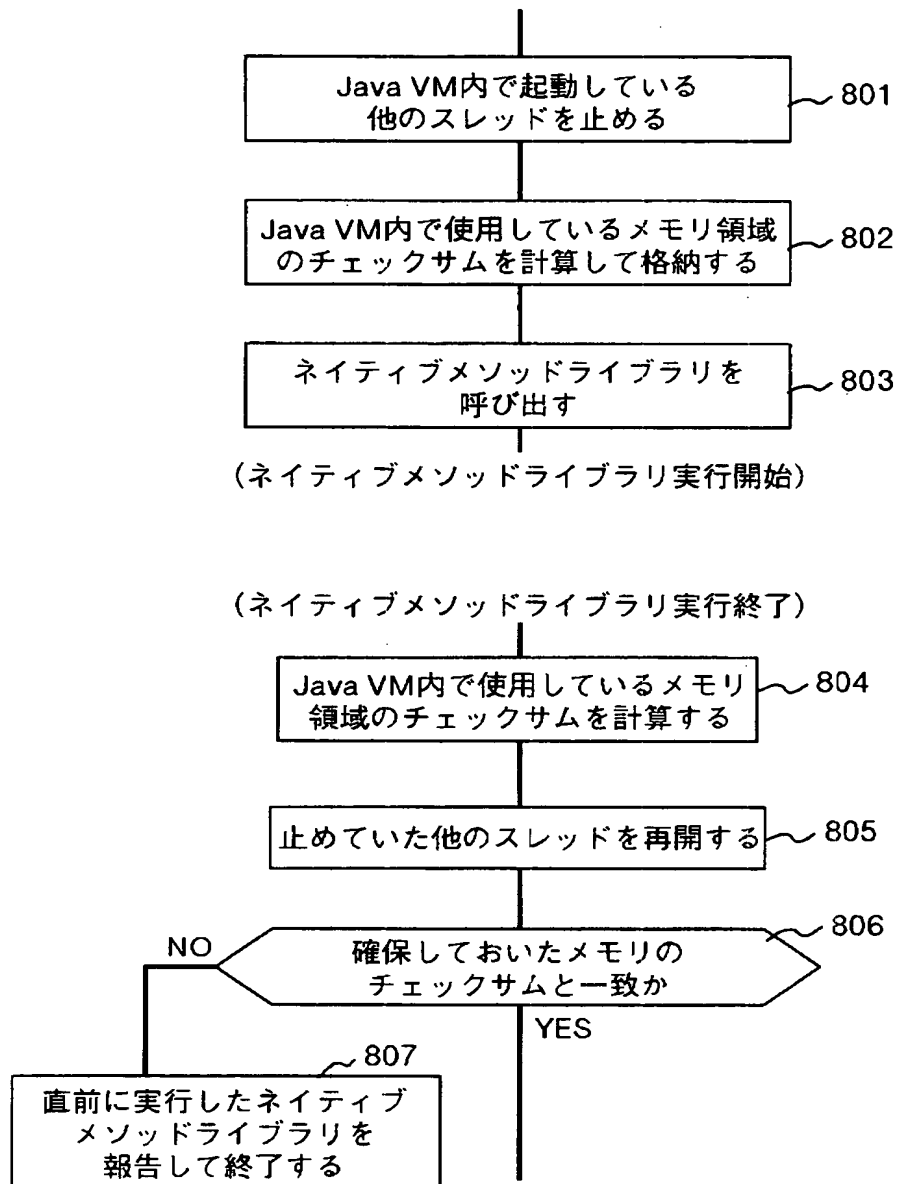 Java VM内で起動している
他のスレッドを止める
801
Java VM内で使用しているメモリ領域
のチェックサムを計算して格納する
802
ネイティブメソッドライブラリを
呼び出す
803
(ネイティブメソッドライブラリ実行開始)
(ネイティブメソッドライブラリ実行終了)
Java VM内で使用しているメモリ
領域のチェックサムを計算する
804
止めていた他のスレッドを再開する
805
806
確保しておいたメモリの
チェックサムと一致か
NO
YES
807
直前に実行したネイティブ
メソッドライブラリを
報告して終了する